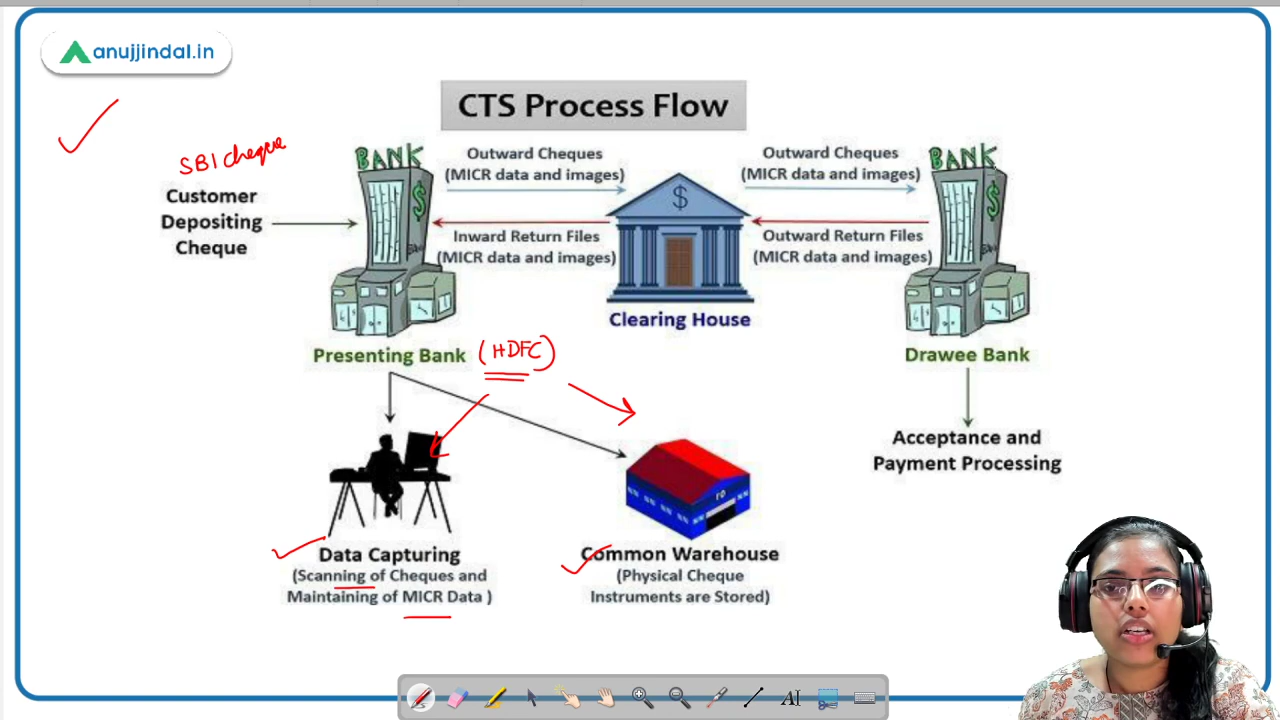 anujjindal.in
CTS Process Flow
SBI cheque
BANK
Outward Cheques
(MICR data and images)
Outward Cheques
(MICR data and images)
BANK
Customer
Depositing
Cheque
$
$
$
Inward Return Files
(MICR data and images)
Outward Return Files
(MICR data and images)
Clearing House
Presenting Bank (HDFC)
Drawee Bank
Acceptance and
Payment Processing
Data Capturing
(Scanning of Cheques and
Maintaining of MICR Data )
Common Warehouse
(Physical Cheque
Instruments are Stored)
AI